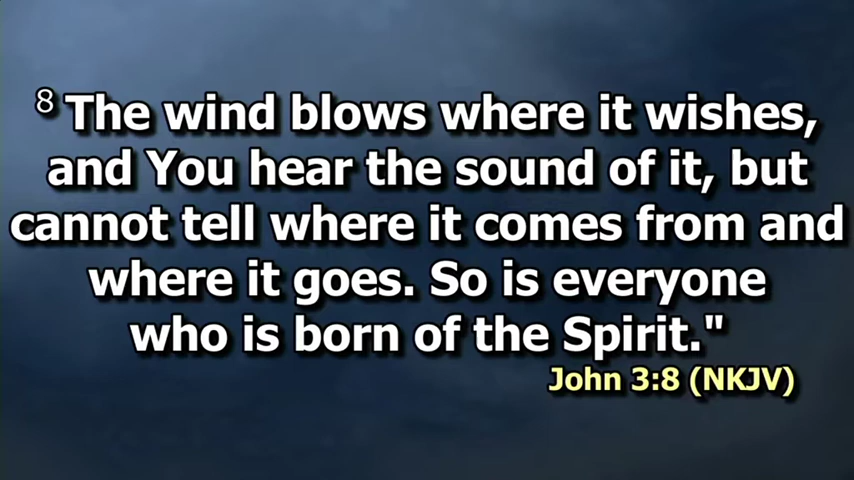 8 The wind blows where it wishes,
and You hear the sound of it, but
cannot tell where it comes from and
where it goes. So is everyone
who is born of the Spirit."
John 3:8 (NKJV)